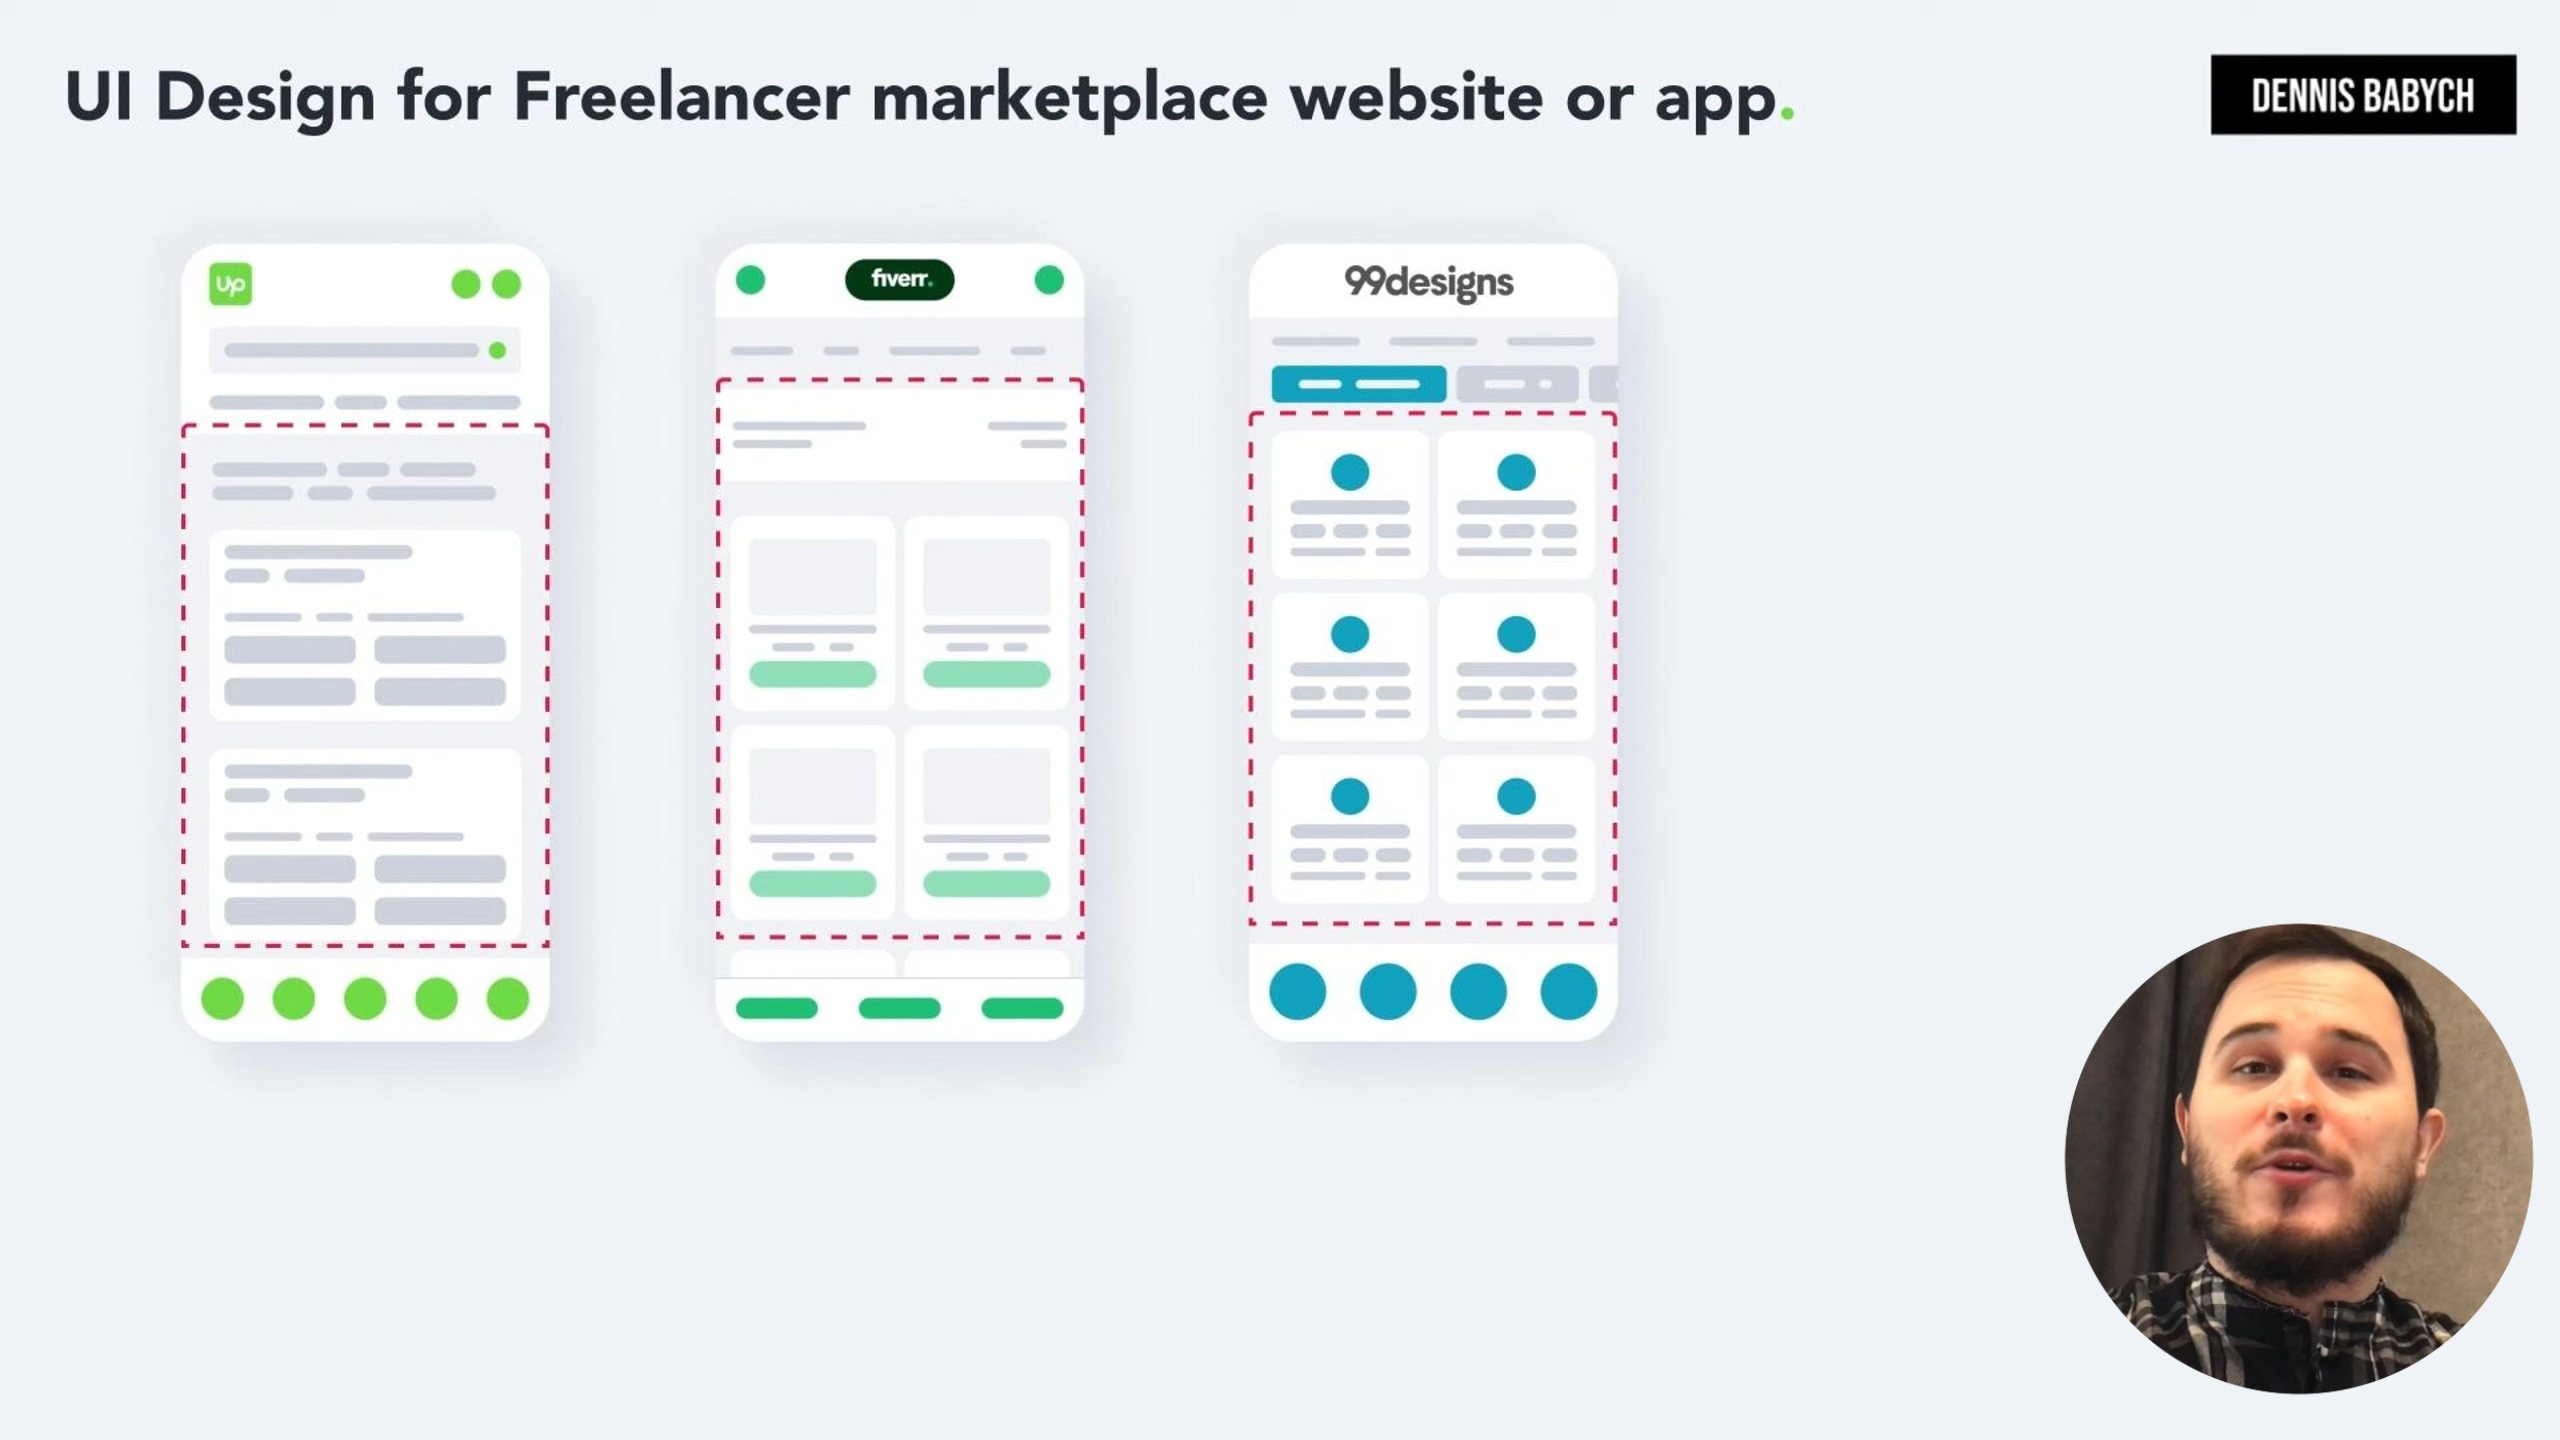 UI Design for Freelancer marketplace website or app.
DENNIS BABYCH
Up
fiverr.
99designs